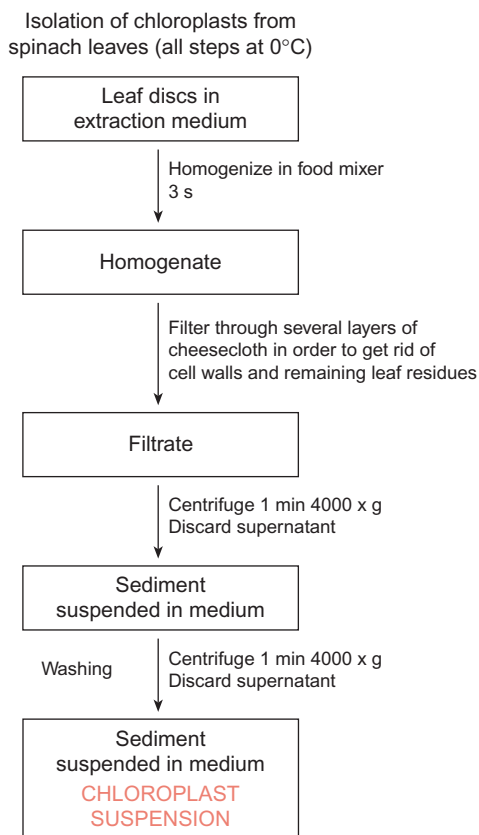 Isolation of chloroplasts from
spinach leaves (all steps at 0°C)
Leaf discs in
extraction medium
Homogenize in food mixer
3 s
Homogenate
Filter through several layers of
cheesecloth in order to get rid of
cell walls and remaining leaf residues
Filtrate
Centrifuge 1 min 4000 x g
Discard supernatant
Sediment
suspended in medium
Washing
Centrifuge 1 min 4000 x g
Discard supernatant
Sediment
suspended in medium
CHLOROPLAST
SUSPENSION